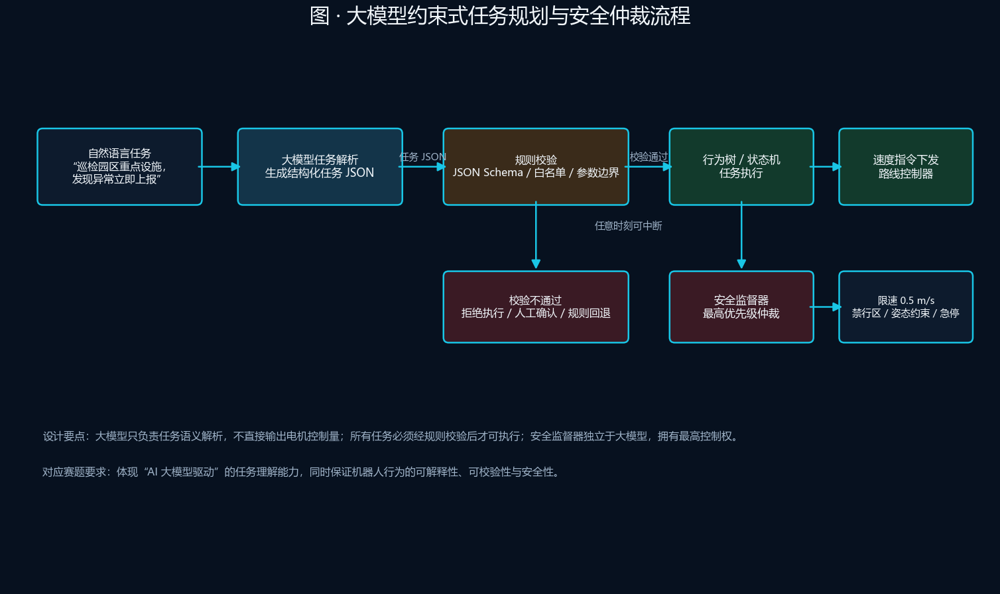 图 · 大模型约束式任务规划与安全仲裁流程
自然语言任务
“巡检园区重点设施，
发现异常立即上报”
大模型任务解析
生成结构化任务 JSON
任务 JSON
规则校验
JSON Schema / 白名单 / 参数边界
校验通过
行为树 / 状态机
任务执行
速度指令下发
路线控制器
任意时刻可中断
校验不通过
拒绝执行 / 人工确认 / 规则回退
安全监督器
最高优先级仲裁
限速 0.5 m/s
禁行区 / 姿态约束 / 急停
设计要点：大模型只负责任务语义解析，不直接输出电机控制量；所有任务必须经规则校验后才可执行；安全监督器独立于大模型，拥有最高控制权。
对应赛题要求：体现“AI 大模型驱动”的任务理解能力，同时保证机器人行为的可解释性、可校验性与安全性。